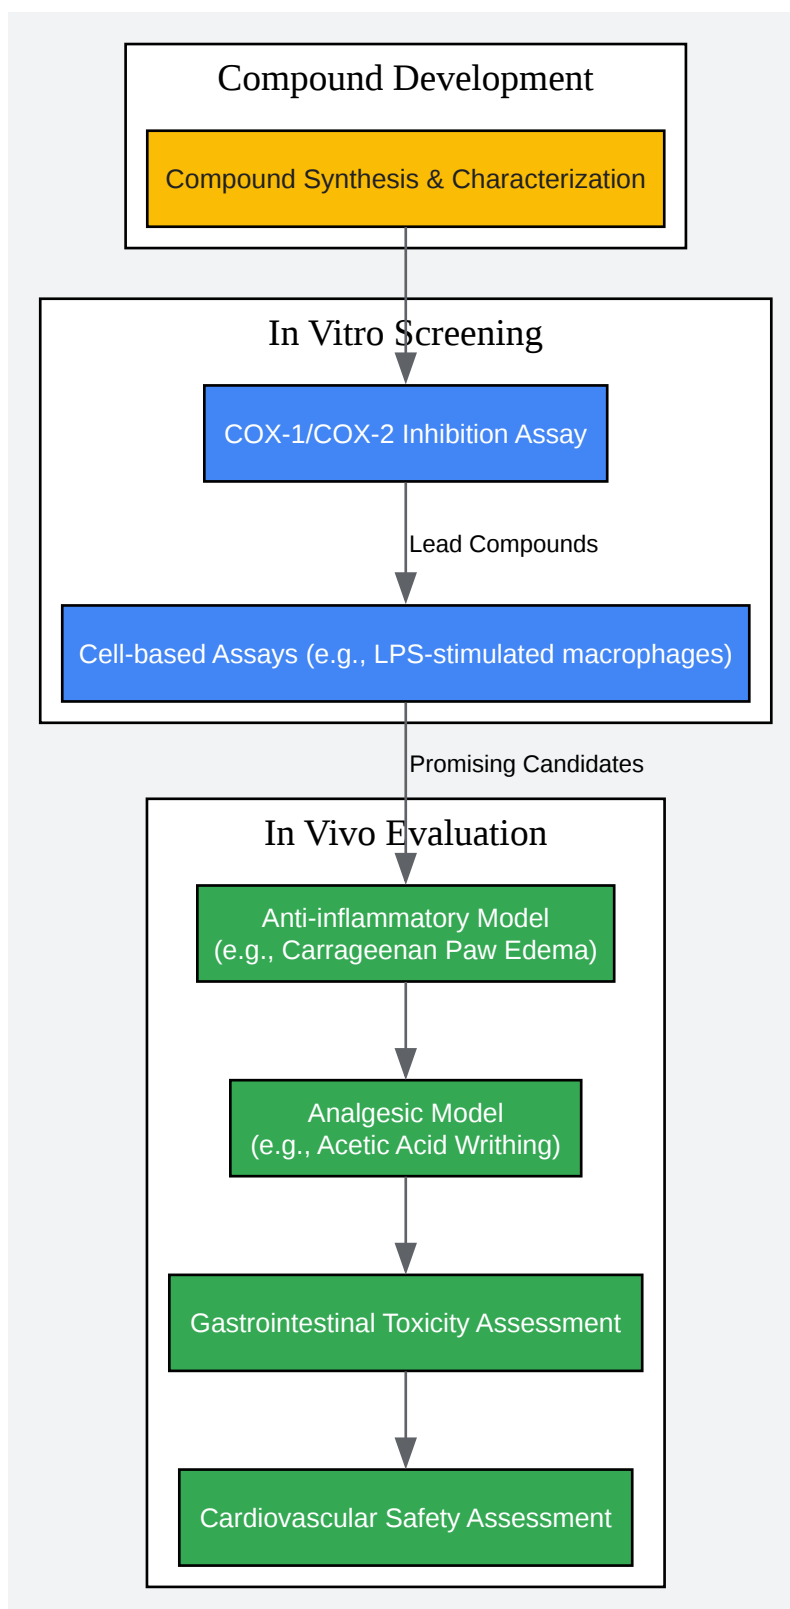 Compound Development
Compound Synthesis & Characterization
In Vitro Screening
COX-1/COX-2 Inhibition Assay
Lead Compounds
Cell-based Assays (e.g., LPS-stimulated macrophages)
Promising Candidates
In Vivo Evaluation
Anti-inflammatory Model
(e.g., Carrageenan Paw Edema)
Analgesic Model
(e.g., Acetic Acid Writhing)
Gastrointestinal Toxicity Assessment
Cardiovascular Safety Assessment